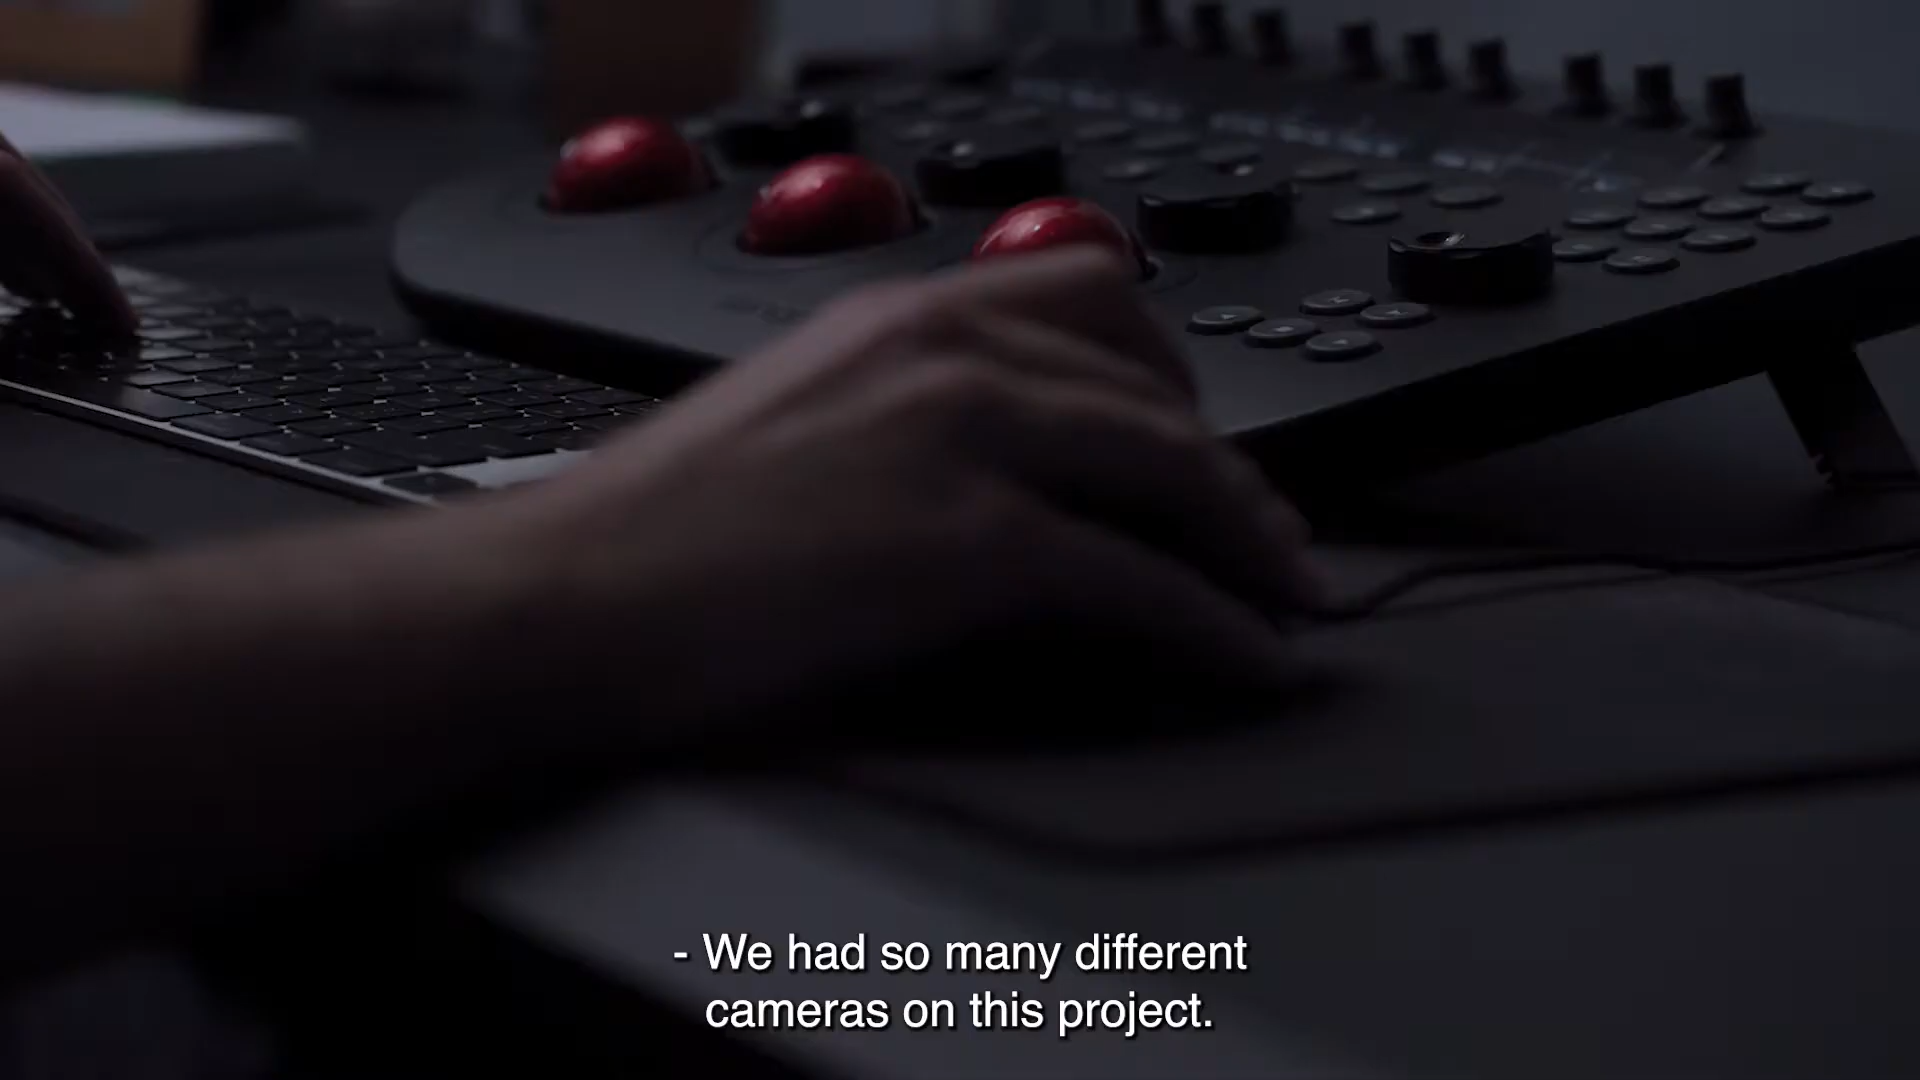 - We had so many different
cameras on this project.